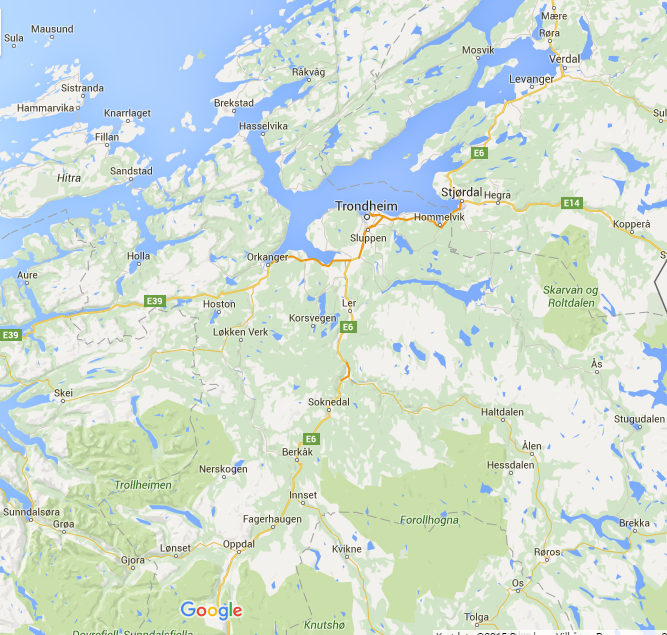 Mausund
Sula
Mære
Røra
Mosvik
Verdal
Levanger
Råkvåg
Sistranda
Hammarvika
Brekstad
Knarrlaget
Hasselvika
Fillan
E6
Sandstad
Hitra
Stjørdal
Hegra
E14
Trondheim
Hommelvik
Kopperå
Sluppen
Holla
Orkanger
Aure
Skarvan og
Roltdalen
E39
Hoston
Ler
Korsvegen
E6
E39
Løkken Verk
Ås
Skei
Soknedal
Haltdalen
Stugudalen
E6
Berkåk
Ålen
Nerskogen
Hessdalen
Trollheimen
Innset
Sunndalsøra
Grøa
Fagerhaugen
Forollhogna
Brekka
Lønset
Oppdal
Kvikne
Røros
Gjora
Os
Google
Tolga
Knutshø